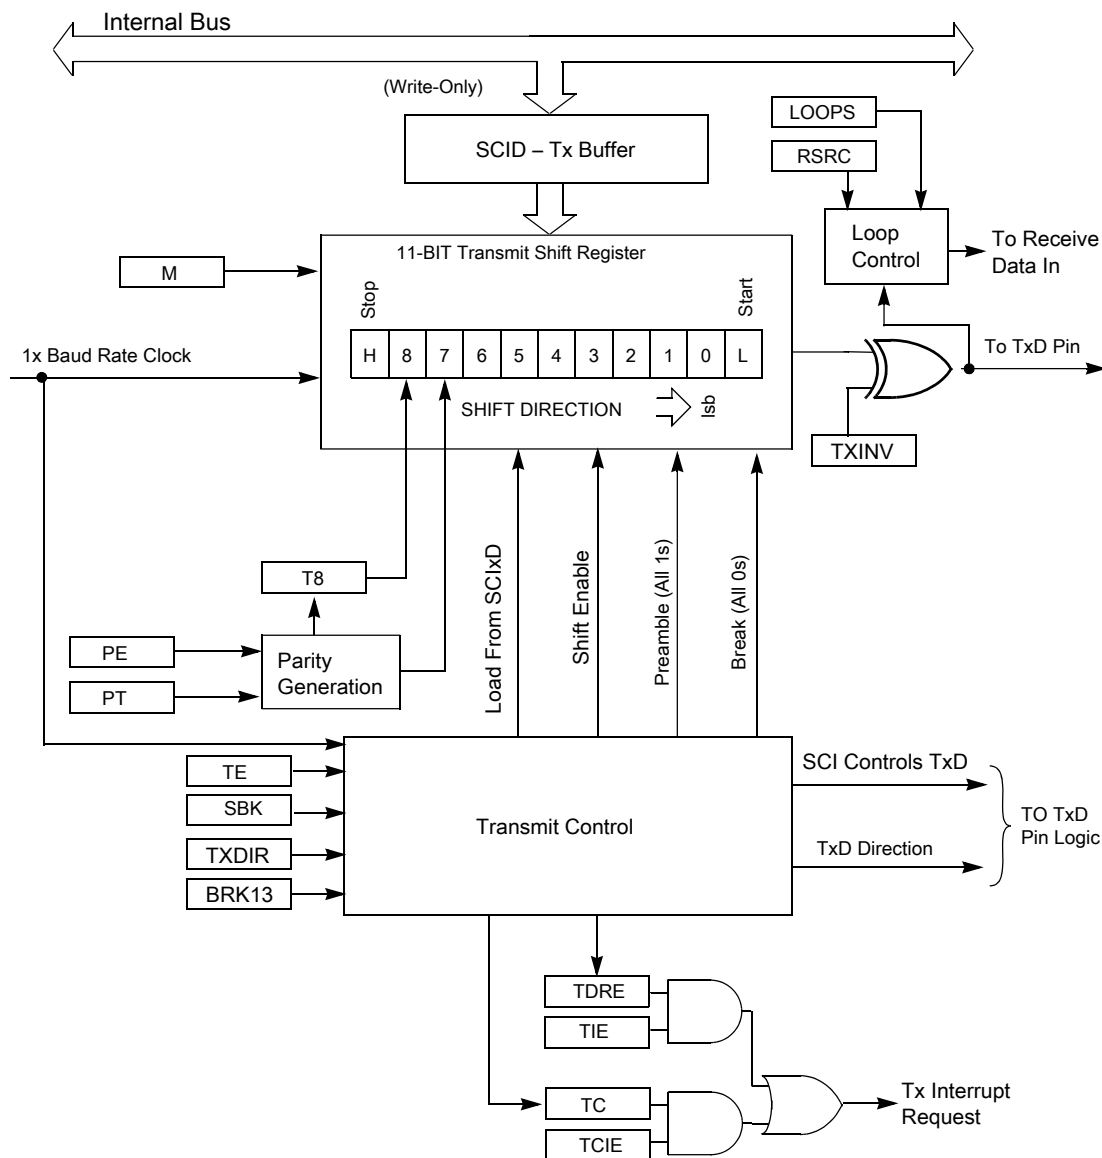 Internal Bus
(Write-Only)
LOOPS
SCID – Tx Buffer
RSRC
11-BIT Transmit Shift Register
Loop
Control
To Receive
Data In
M
Stop
Start
1x Baud Rate Clock
H 8 7 6 5 4 3 2 1 0 L
To TxD Pin
SHIFT DIRECTION
lsb
TXINV
T8
Load From SCIxD
Shift Enable
Preamble (All 1s)
Break (All 0s)
PE
PT
Parity
Generation
TE
SBK
TXDIR
BRK13
Transmit Control
SCI Controls TxD
TxD Direction
TO TxD
Pin Logic
TDRE
TIE
TC
TCIE
Tx Interrupt
Request